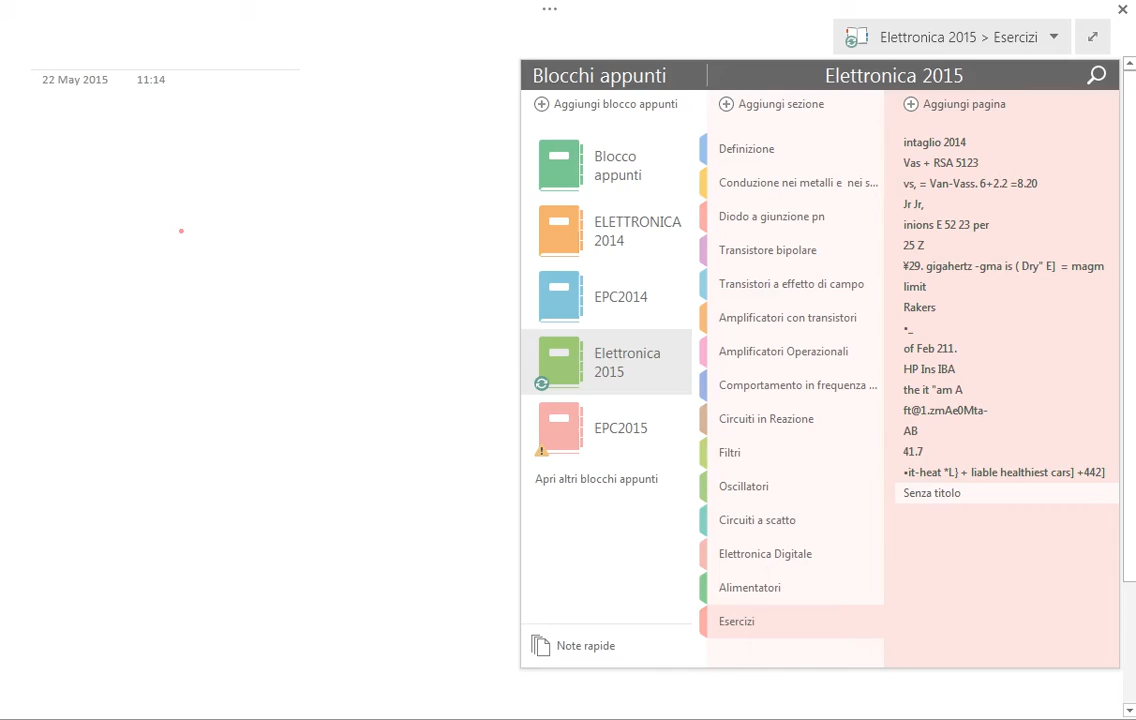 Elettronica 2015 > Esercizi
22 May 2015 11:14
Blocchi appunti
Elettronica 2015
Aggiungi blocco appunti
Blocco
appunti
ELETTRONICA
2014
EPC2014
Elettronica
2015
EPC2015
Apri altri blocchi appunti
Note rapide
Aggiungi sezione
Definizione
Conduzione nei metalli e nei s...
Diodo a giunzione pn
Transistore bipolare
Transistori a effetto di campo
Amplificatori con transistori
Amplificatori Operazionali
Comportamento in frequenza ...
Circuiti in Reazione
Filtri
Oscillatori
Circuiti a scatto
Elettronica Digitale
Alimentatori
Esercizi
Aggiungi pagina
intaglio 2014
Vas + RSA 5123
vs, = Van-Vass. 6+2.2 =8.20
Jr Jr,
inions E 52 23 per
25 Z
¥29. gigahertz -gma is ( Dry" E] = magm
limit
Rakers
•_
of Feb 211.
HP Ins IBA
the it "am A
ft@1.zmAe0Mta-
AB
41.7
•it-heat *L} + liable healthiest cars] +442]
Senza titolo